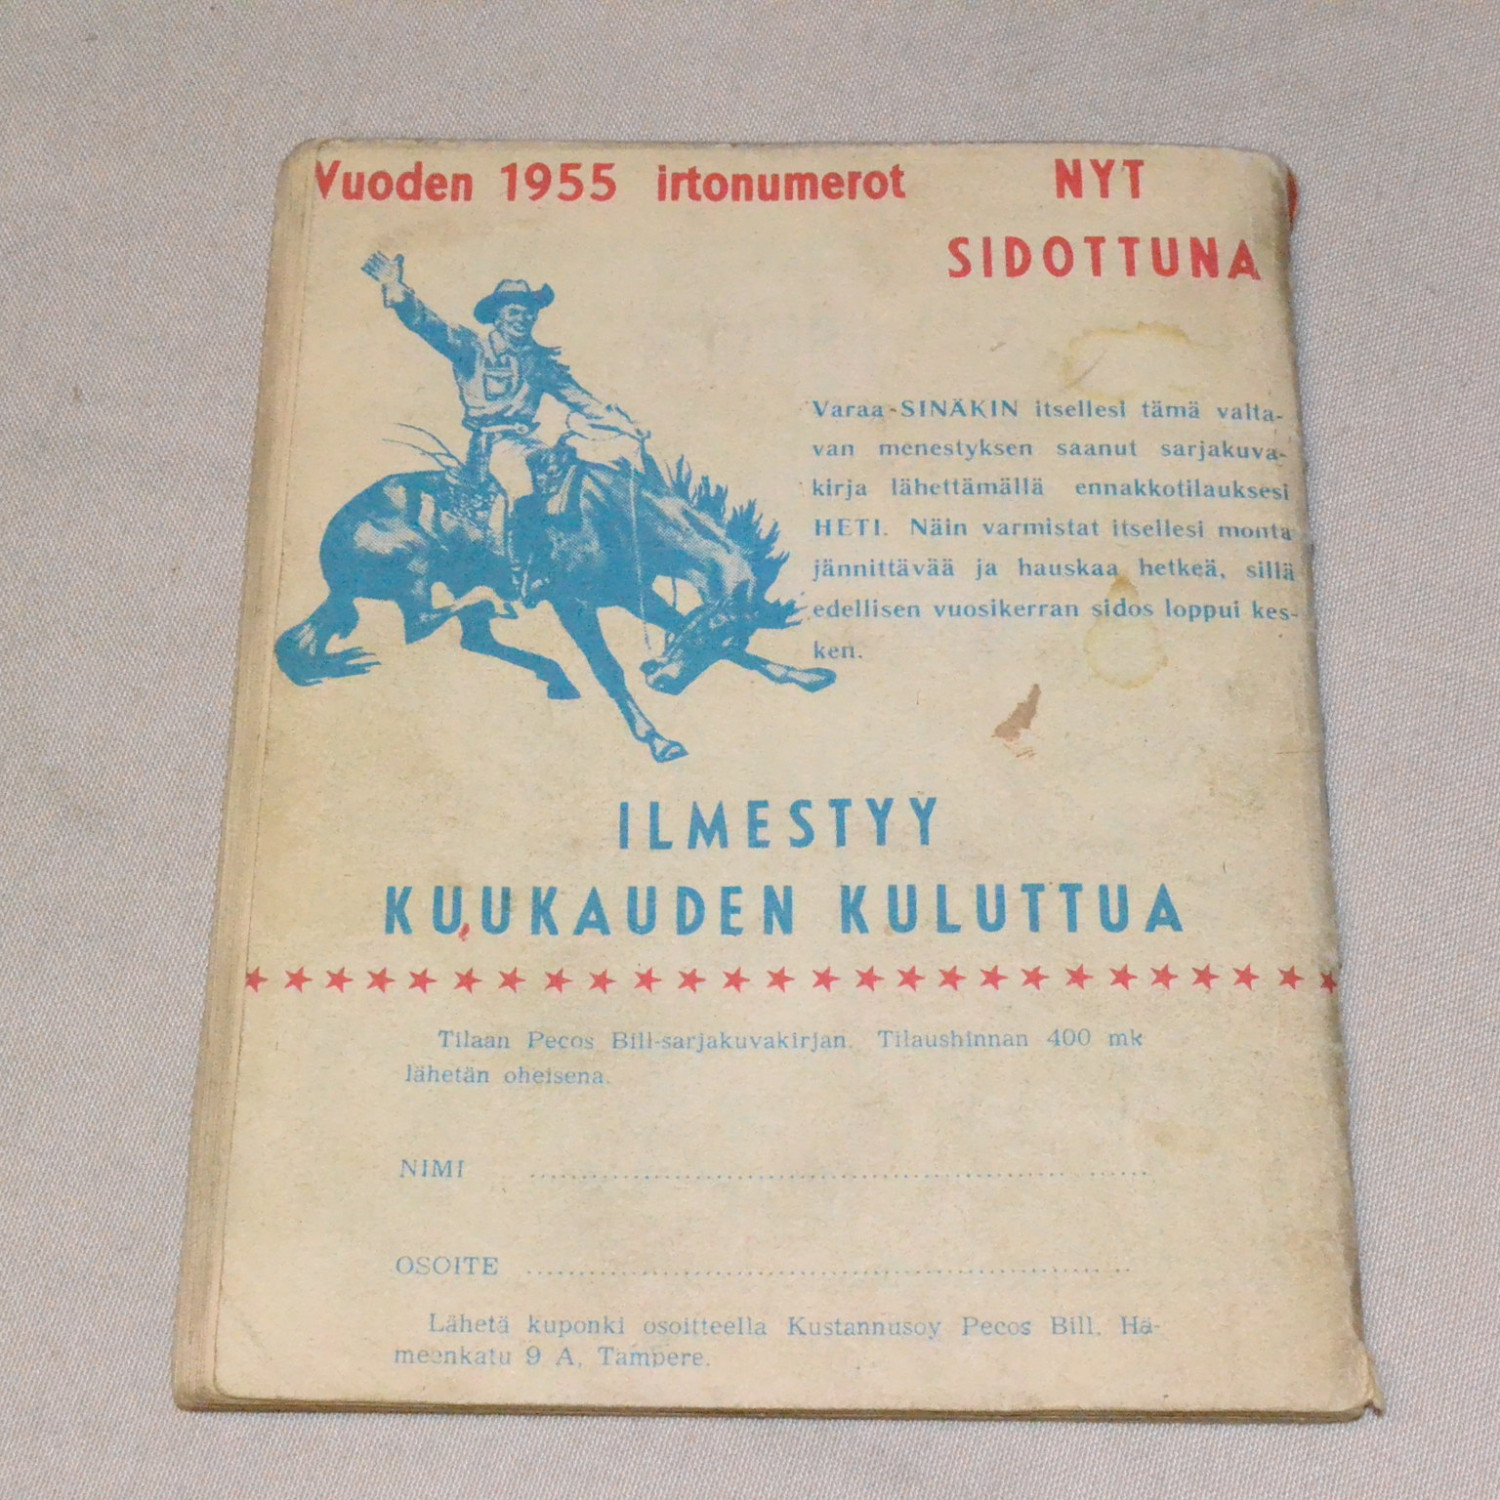 Vuoden 1955 irtonumerot NYT
SIDOTTUNA
Varaa-SINÄKIN itsellesi tämä valta-
van menestyksen saanut sarjakuva-
kirja lähettämällä ennakkotilauksesi
HETI. Näin varmistat itsellesi monta
jännittävää ja hauskaa hetkeä, sillä
edellisen vuosikerran sidos loppui kes-
ken.
ILMESTYY
KUUKAUDEN KULUTTUA
Tilaan Pecos Bill-sarjakuvakirjan. Tilaushinnan 400 mk
lähetän oheisena.
NIMI
OSOITE
Lähetä kuponki osoitteella Kustannusoy Pecos Bill. Hä-
meenkatu 9 A, Tampere.